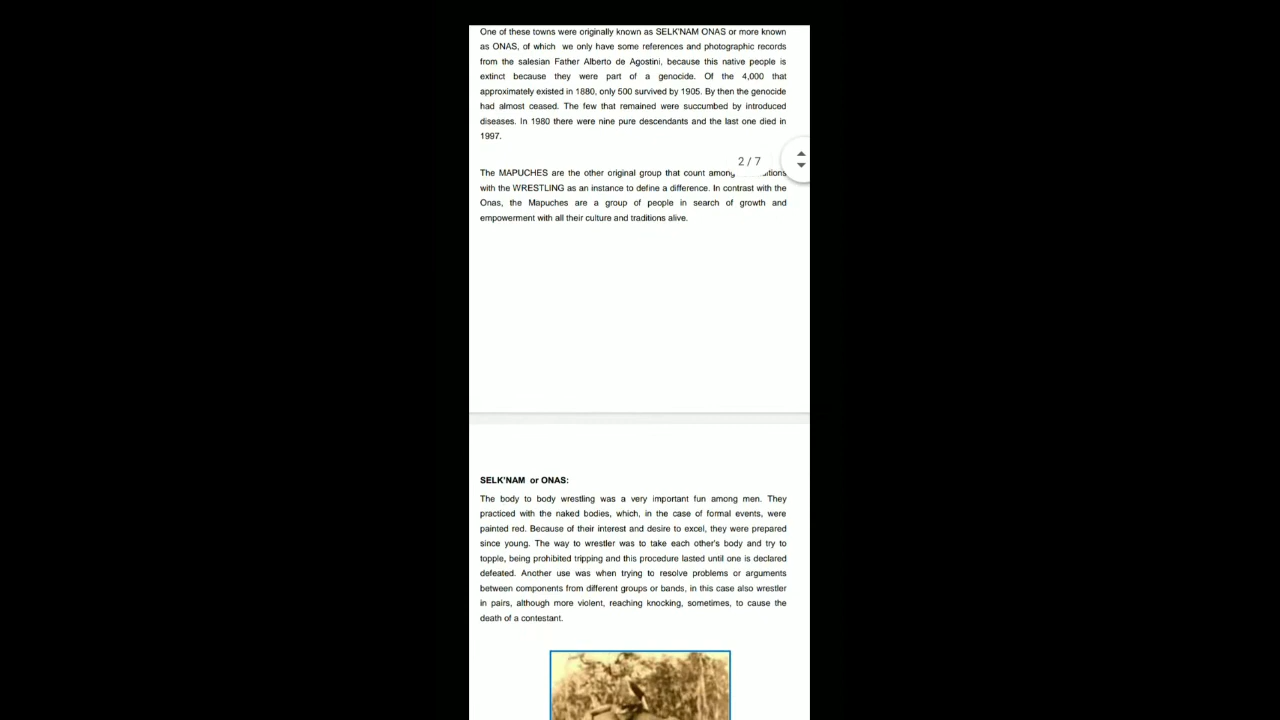 One of these towns were originally known as SELK'NAM ONAS or more known
as ONAS, of which we only have some references and photographic records
from the salesian Father Alberto de Agostini, because this native people is
extinct because they were part of a genocide. Of the 4,000 that
approximately existed in 1880, only 500 survived by 1905. By then the genocide
had almost ceased. The few that remained were succumbed by introduced
diseases. In 1980 there were nine pure descendants and the last one died in
1997.
2 / 7
The MAPUCHES are the other original group that count among
with the WRESTLING as an instance to define a difference. In contrast with the
Onas, the Mapuches are a group of people in search of growth and
empowerment with all their culture and traditions alive.
SELK'NAM or ONAS:
The body to body wrestling was a very important fun among men. They
practiced with the naked bodies, which, in the case of formal events, were
painted red. Because of their interest and desire to excel, they were prepared
since young. The way to wrestler was to take each other's body and try to
topple, being prohibited tripping and this procedure lasted until one is declared
defeated. Another use was when trying to resolve problems or arguments
between components from different groups or bands, in this case also wrestler
in pairs, although more violent, reaching knocking, sometimes, to cause the
death of a contestant.